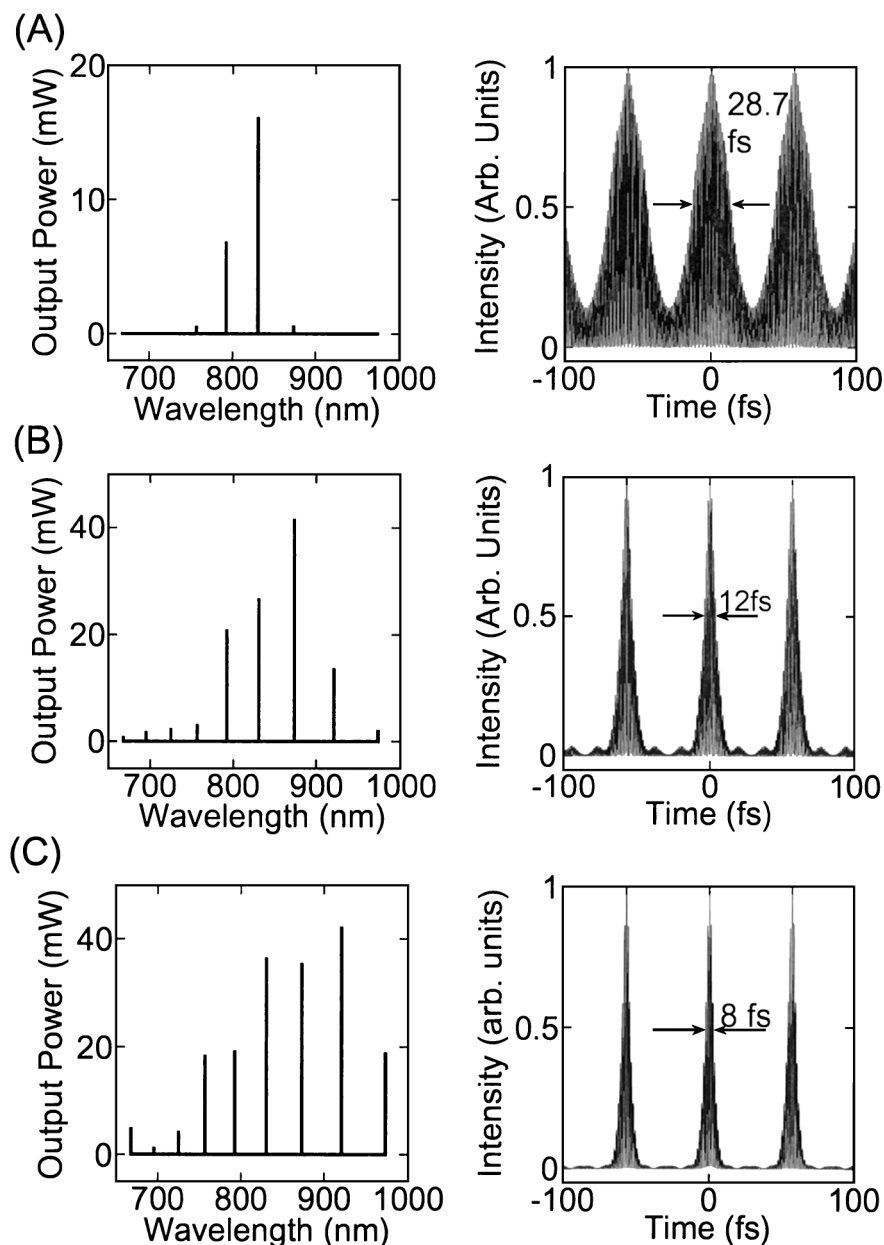 (A)
Output Power (mW)
20
10
0
700 800 900 1000
Wavelength (nm)
Intensity (Arb. Units)
1
0.5
0
28.7
fs
-100 0 100
Time (fs)
(B)
Output Power (mW)
40
20
0
700 800 900 1000
Wavelength (nm)
Intensity (Arb. Units)
1
0.5
0
12fs
-100 0 100
Time (fs)
(C)
Output Power (mW)
40
20
0
700 800 900 1000
Wavelength (nm)
Intensity (arb. units)
1
0.5
0
8 fs
-100 0 100
Time (fs)